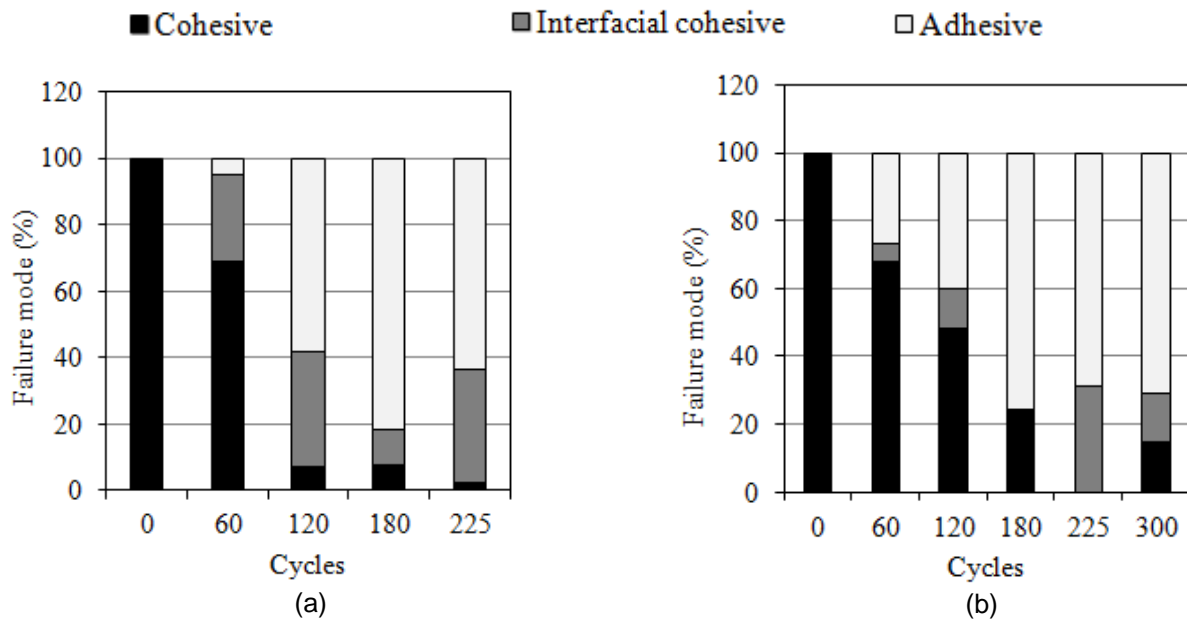 Cohesive Interfacial cohesive Adhesive
120
100
80
60
40
20
0
Failure mode (%)
0 60 120 180 225
Cycles
(a)
120
100
80
60
40
20
0
Failure mode (%)
0 60 120 180 225 300
Cycles
(b)